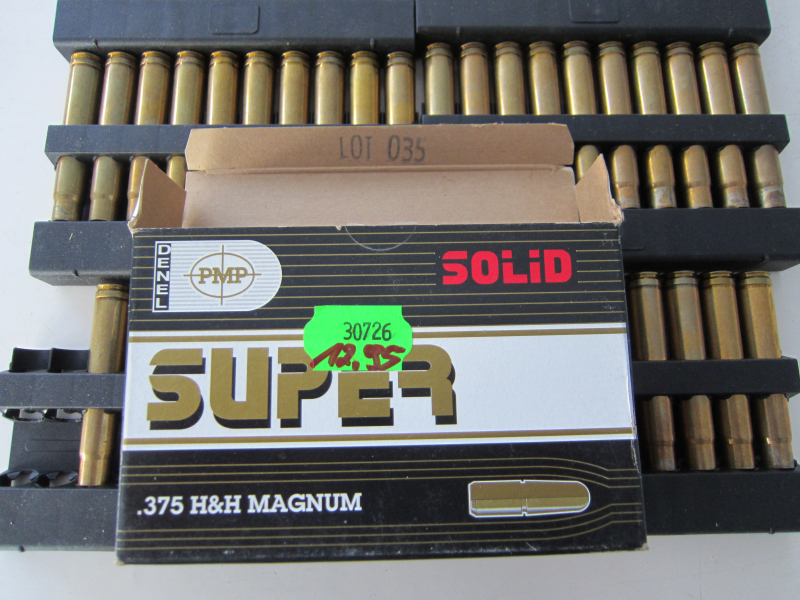 LOT 035
DENEL
PMP
SOLiD
30726
12.95
SUPER
.375 H&H MAGNUM